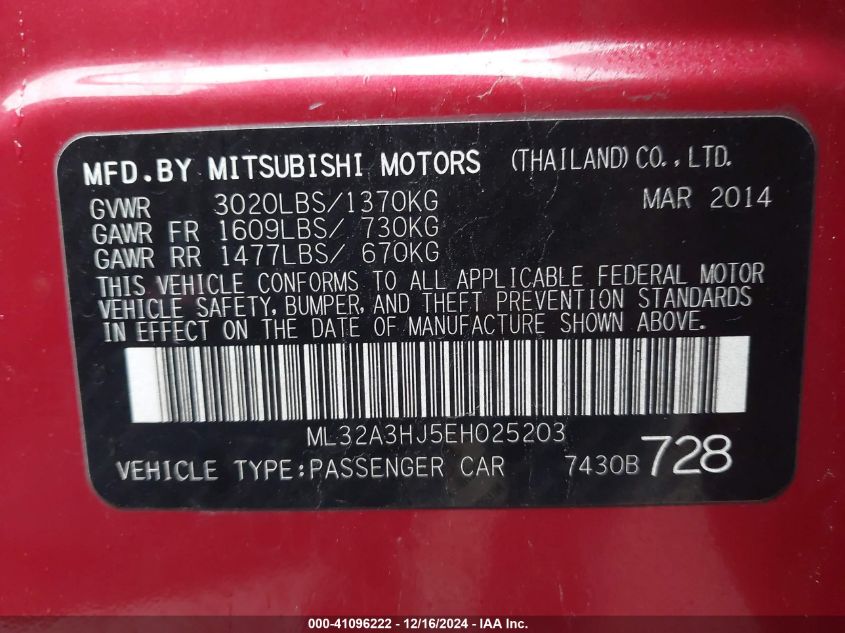 MFD.BY MITSUBISHI MOTORS (THAILAND) CO.,LTD.
GVWR 3020LBS/1370KG MAR 2014
GAWR FR 1609LBS/ 730KG
GAWR RR 1477LBS/ 670KG
THIS VEHICLE CONFORMS TO ALL APPLICABLE FEDERAL MOTOR
VEHICLE SAFETY, BUMPER, AND THEFT PREVENTION STANDARDS
IN EFFECT ON THE DATE OF MANUFACTURE SHOWN ABOVE.
ML32A3HJ5EH025203
VEHICLE TYPE:PASSENGER CAR 7430B 728
000-41096222 - 12/16/2024 - 1AA Inc.